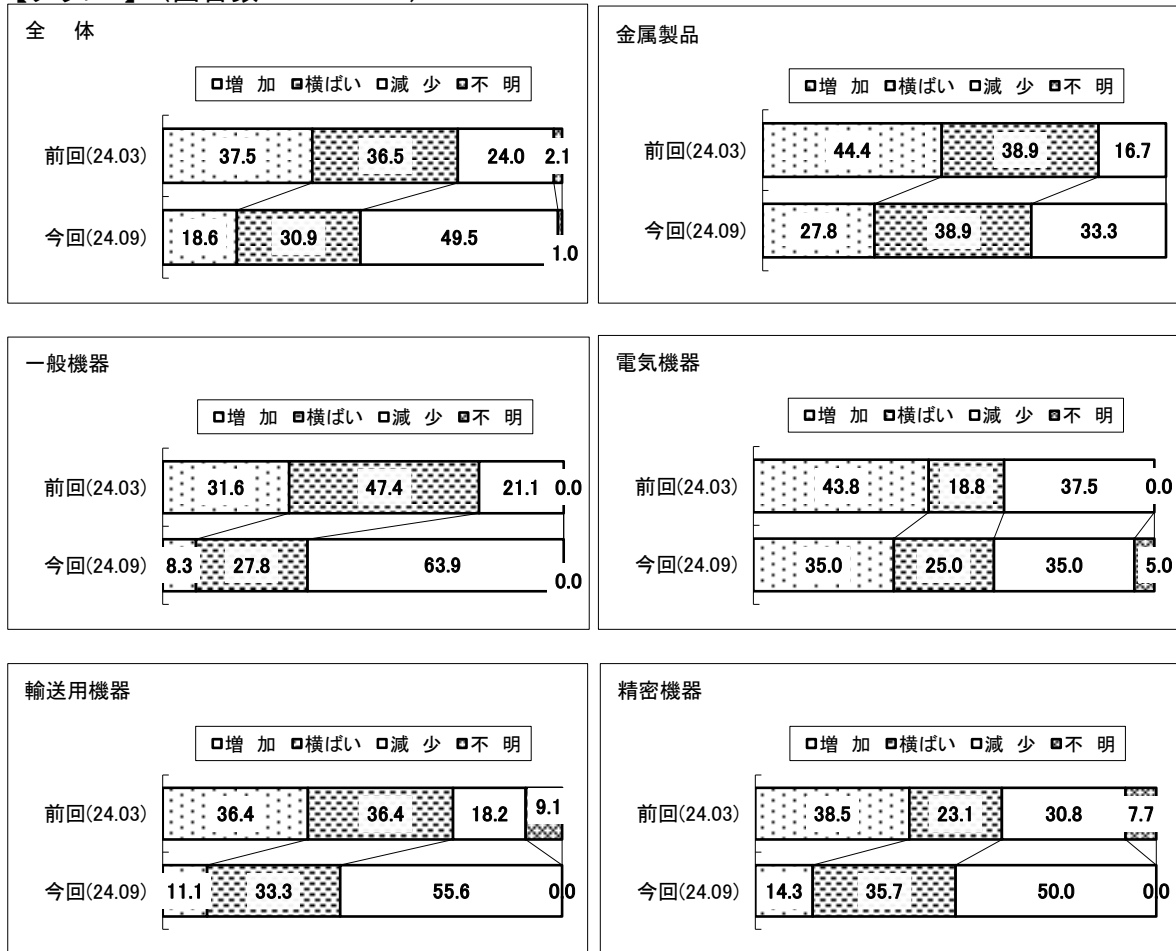 全 体
増 加 横ばい 減 少 不 明
前回(24.03) 37.5 36.5 24.0 2.1
今回(24.09) 18.6 30.9 49.5 1.0
金属製品
増 加 横ばい 減 少 不 明
前回(24.03) 44.4 38.9 16.7
今回(24.09) 27.8 38.9 33.3
一般機器
増 加 横ばい 減 少 不 明
前回(24.03) 31.6 47.4 21.1 0.0
今回(24.09) 8.3 27.8 63.9 0.0
電気機器
増 加 横ばい 減 少 不 明
前回(24.03) 43.8 18.8 37.5 0.0
今回(24.09) 35.0 25.0 35.0 5.0
輸送用機器
増 加 横ばい 減 少 不 明
前回(24.03) 36.4 36.4 18.2 9.1
今回(24.09) 11.1 33.3 55.6 0.0
精密機器
増 加 横ばい 減 少 不 明
前回(24.03) 38.5 23.1 30.8 7.7
今回(24.09) 14.3 35.7 50.0 0.0